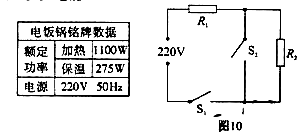 电饭锅铭牌数据
额定功率 加热 1100W
保温 275W
电源 220V 50Hz
R₁
220V
S₂
R₂
S₁
图10